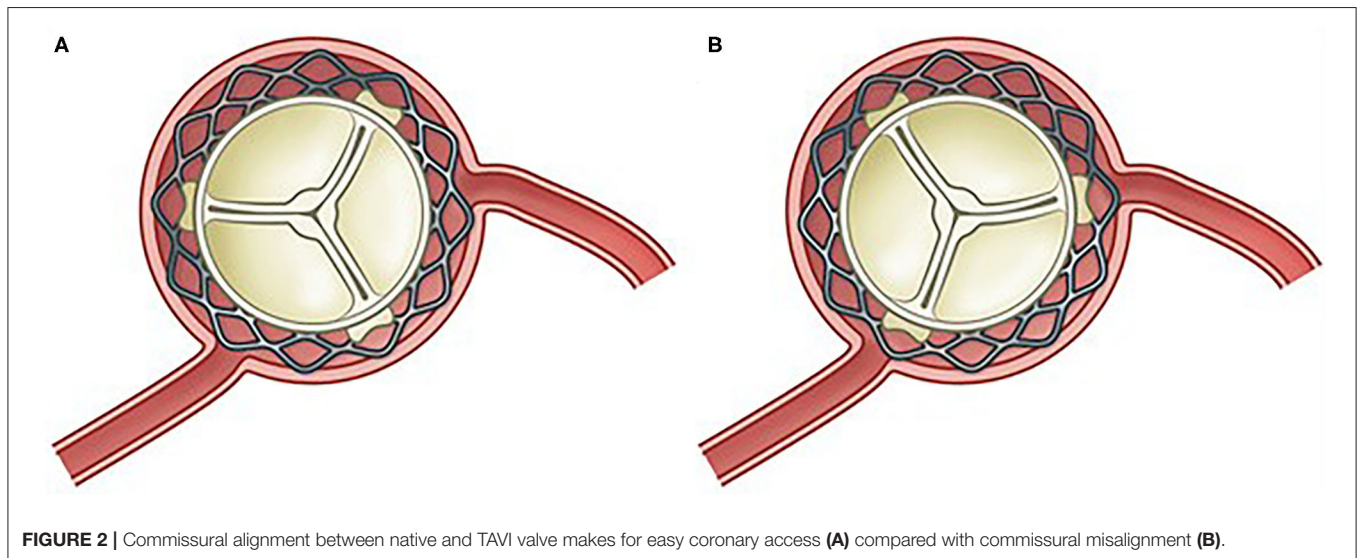 A
B
FIGURE 2 | Commissural alignment between native and TAVI valve makes for easy coronary access (A) compared with commissural misalignment (B).